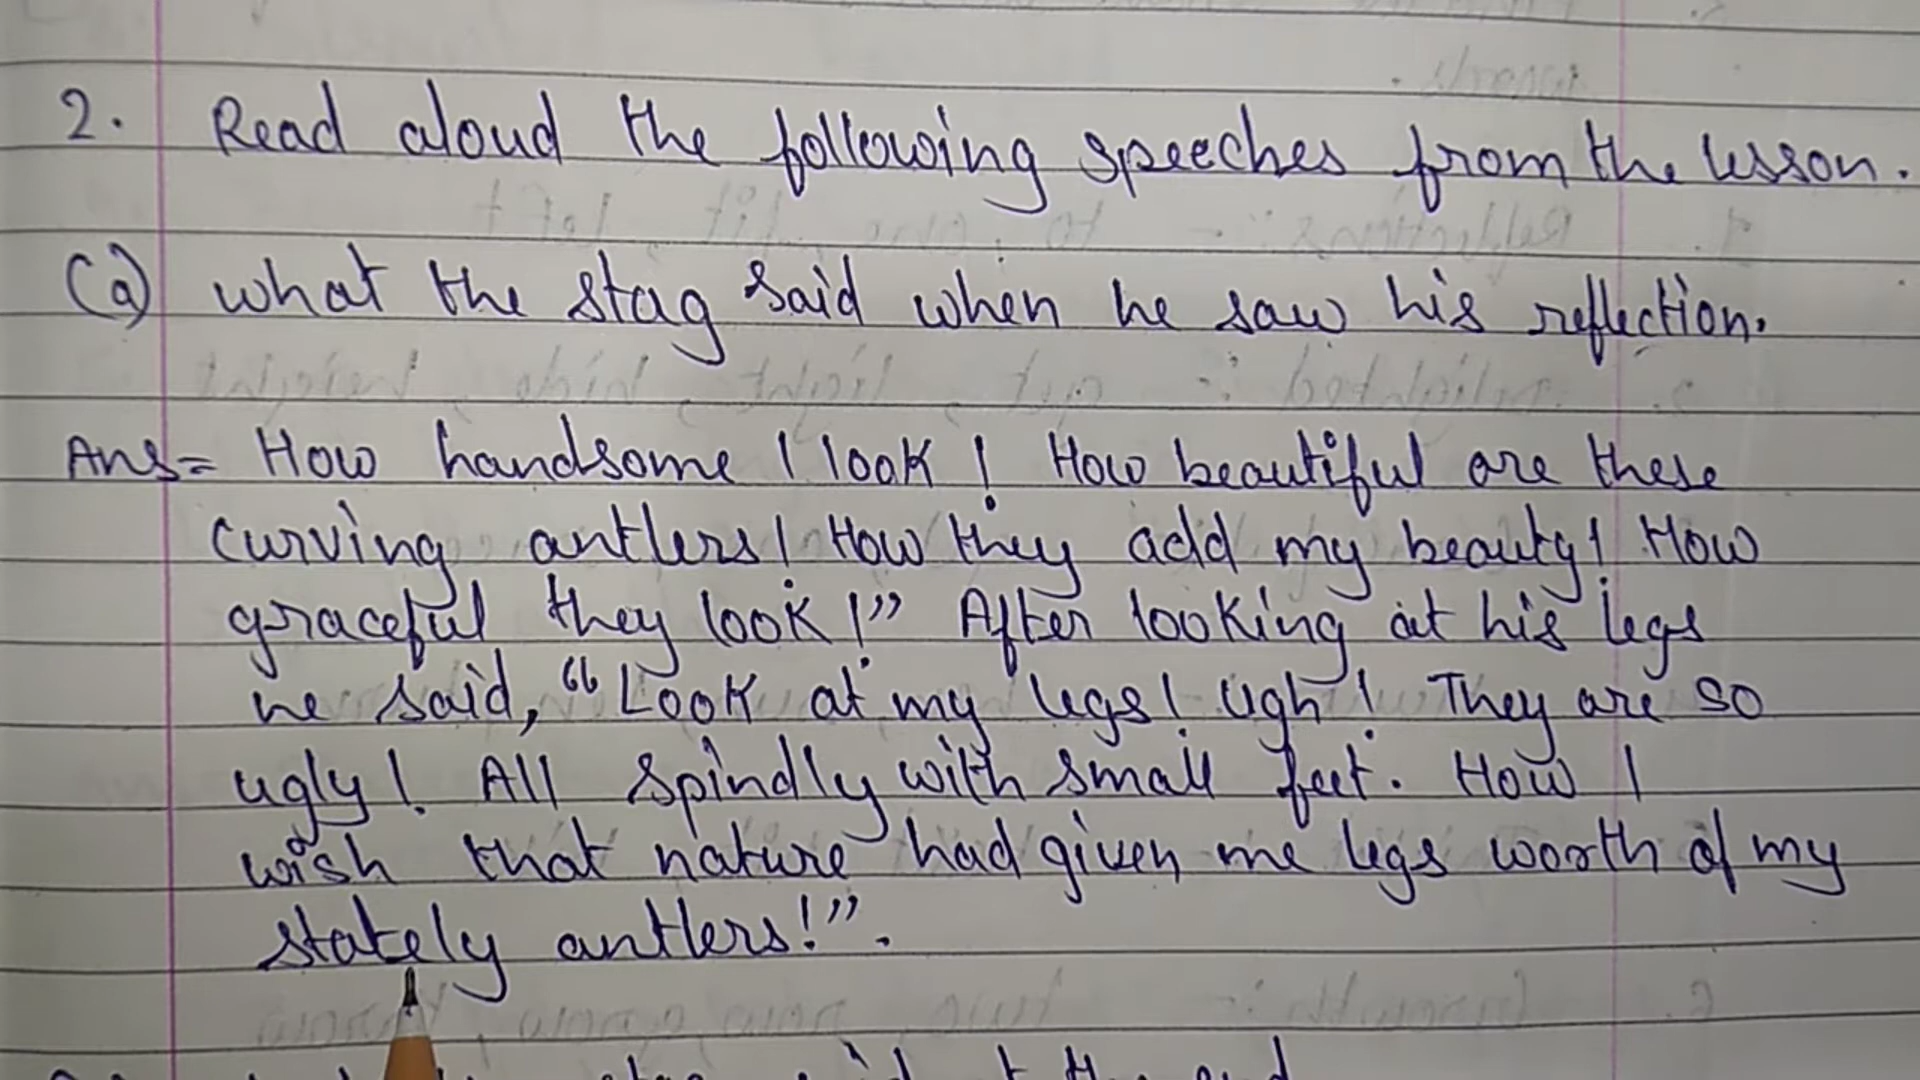 2. Read aloud the following speeches from the lesson.
(a) what the stag said when he saw his reflection.
Ans= How handsome I look! How beautiful are these
curving antlers! How they add my beauty! How
graceful they look!” After looking at his legs
he said, “Look at my legs! Ugh! They are so
ugly! All spindly with small feet. How I
wish that nature had given me legs worth of my
stately antlers!”.